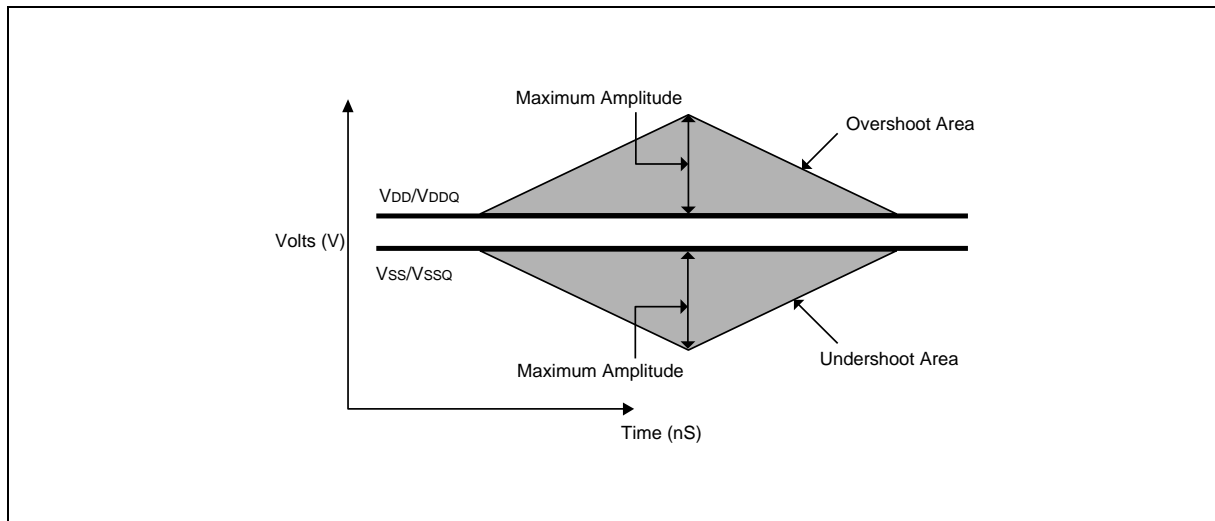 Maximum Amplitude
Overshoot Area
VDD/VDDQ
Volts (V)
VSS/VSSQ
Undershoot Area
Maximum Amplitude
Time (nS)